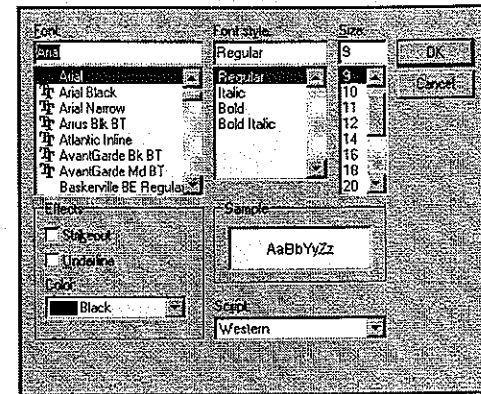 Font:
Font style:
Size:
Arial
Regular
9
OK
Cancel
Arial
Arial Black
Arial Narrow
Arrus Blk BT
Atlantic Inline
AvantGarde Bk BT
AvantGarde Md BT
Baskerville BE Regular
Regular
Italic
Bold
Bold Italic
9
10
11
12
14
16
18
20
Effects
Strikeout
Underline
Color:
Black
Sample
AaBbYyZz
Script:
Western